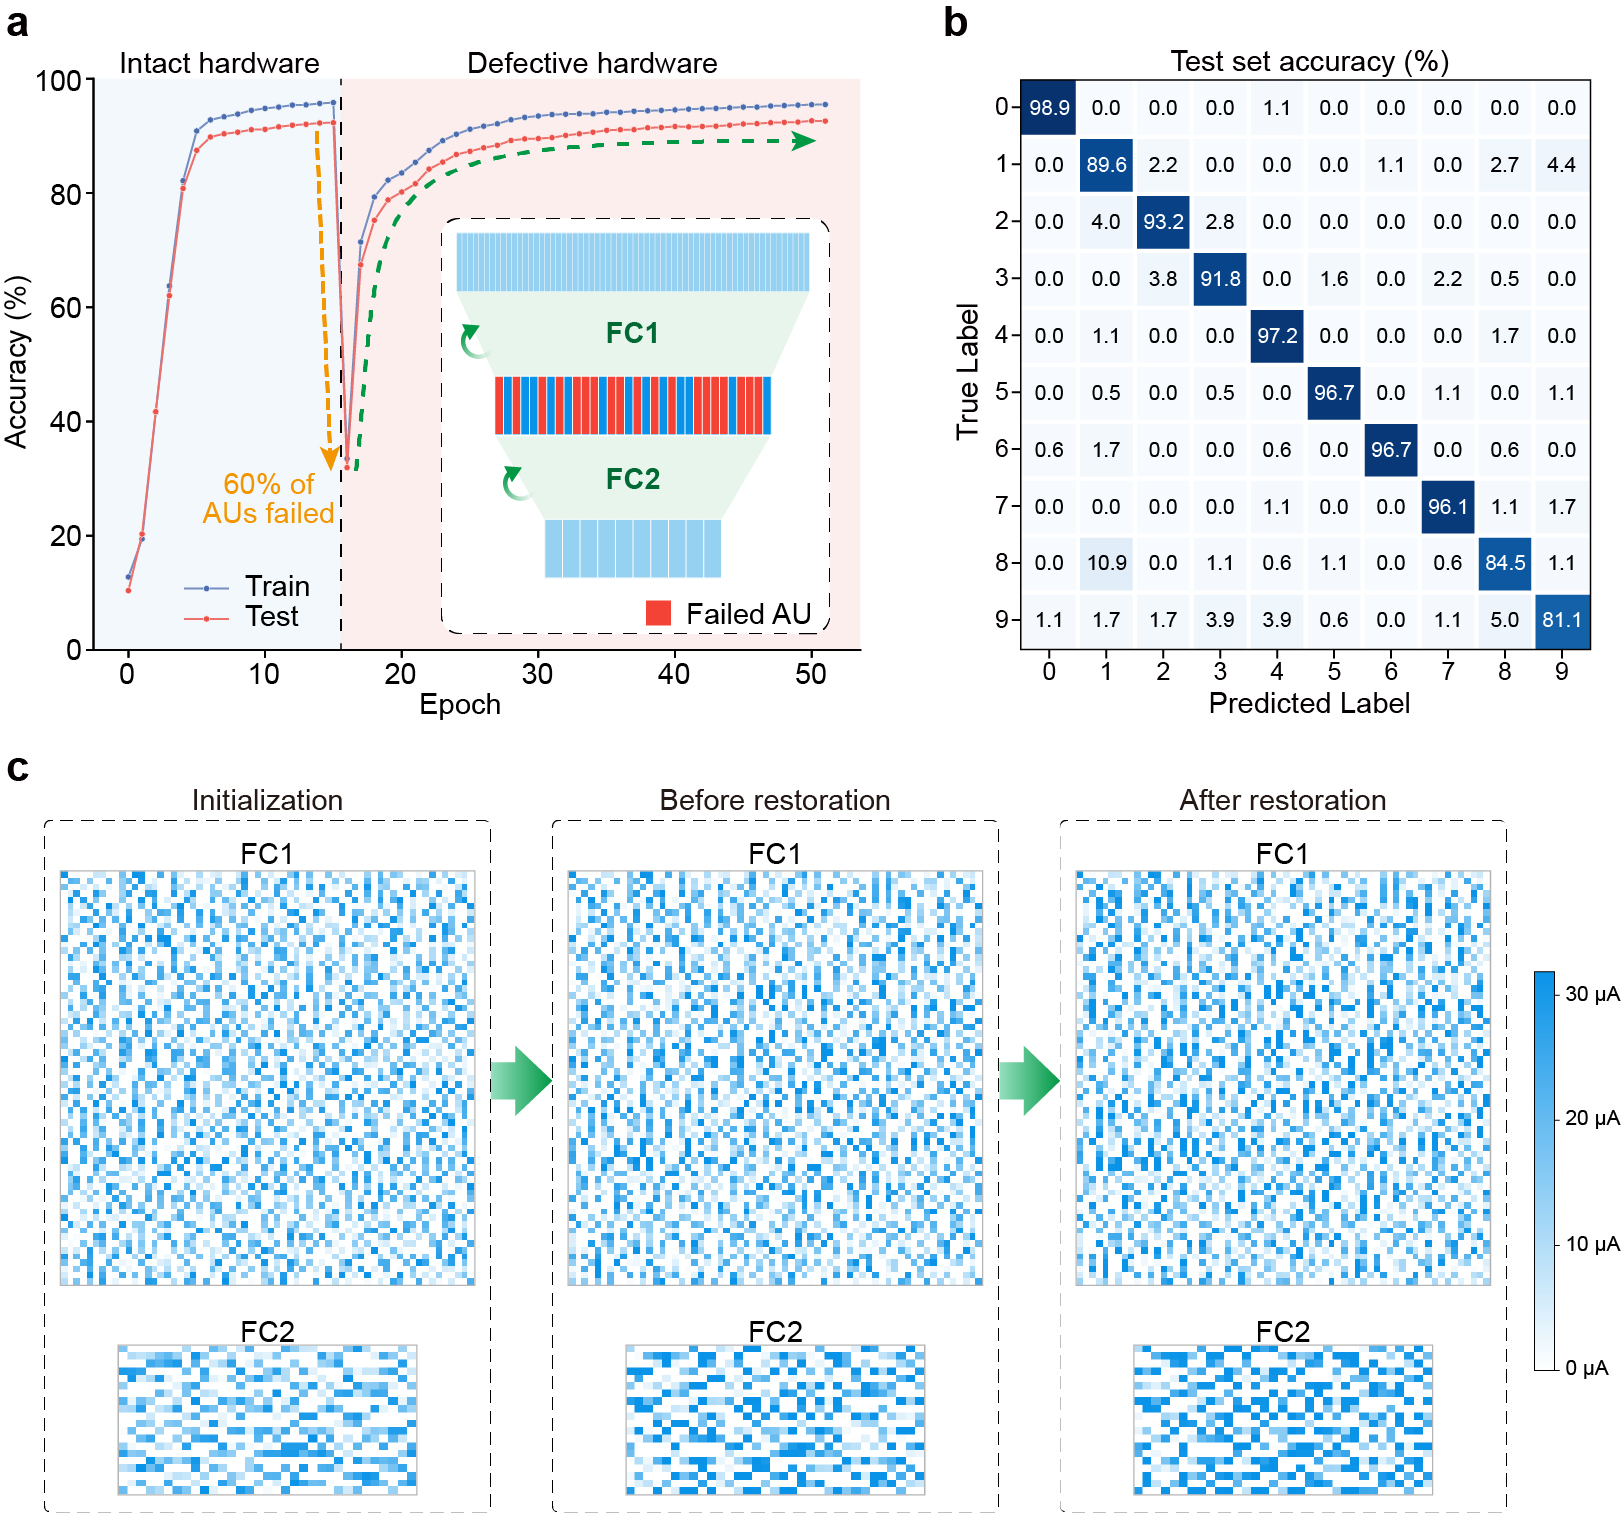 a
Intact hardware
Defective hardware
100
80
60
40
20
0
Accuracy (%)
60% of
AUs failed
Train
Test
FC1
FC2
Failed AU
0 10 20 30 40 50
Epoch
b
Test set accuracy (%)
0 98.9 0.0 0.0 0.0 1.1 0.0 0.0 0.0 0.0 0.0
1 0.0 89.6 2.2 0.0 0.0 0.0 1.1 0.0 2.7 4.4
2 0.0 4.0 93.2 2.8 0.0 0.0 0.0 0.0 0.0 0.0
3 0.0 0.0 3.8 91.8 0.0 1.6 0.0 2.2 0.5 0.0
4 0.0 1.1 0.0 0.0 97.2 0.0 0.0 0.0 1.7 0.0
5 0.0 0.5 0.0 0.5 0.0 96.7 0.0 1.1 0.0 1.1
6 0.6 1.7 0.0 0.0 0.6 0.0 96.7 0.0 0.6 0.0
7 0.0 0.0 0.0 0.0 1.1 0.0 0.0 96.1 1.1 1.7
8 0.0 10.9 0.0 1.1 0.6 1.1 0.0 0.6 84.5 1.1
9 1.1 1.7 1.7 3.9 3.9 0.6 0.0 1.1 5.0 81.1
True Label
0 1 2 3 4 5 6 7 8 9
Predicted Label
c
Initialization
FC1
FC2
Before restoration
FC1
FC2
After restoration
FC1
FC2
30 μA
20 μA
10 μA
0 μA